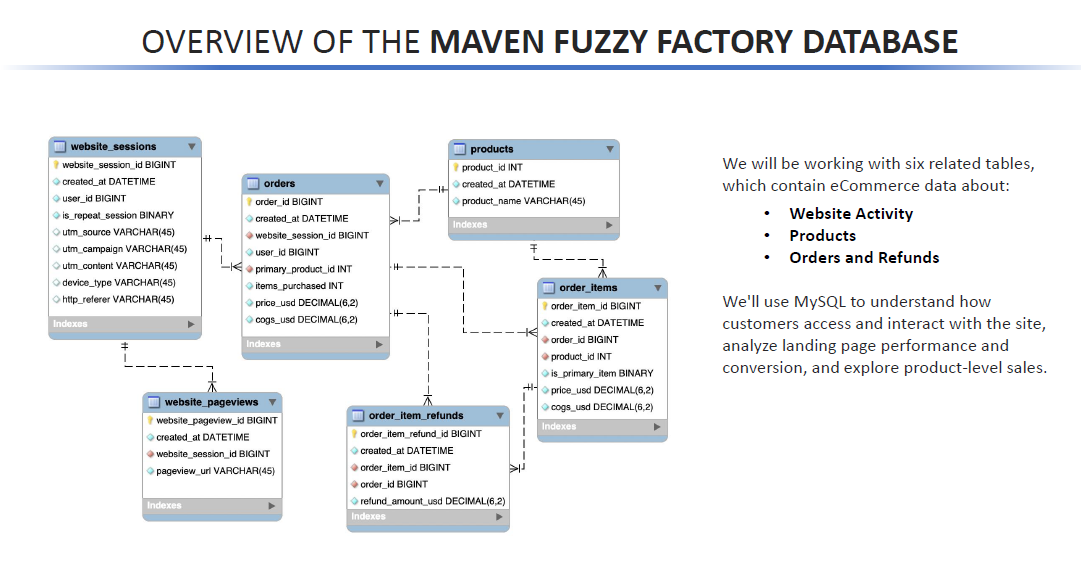 OVERVIEW OF THE MAVEN FUZZY FACTORY DATABASE
website_sessions
website_session_id BIGINT
created_at DATETIME
user_id BIGINT
is_repeat_session BINARY
utm_source VARCHAR(45)
utm_campaign VARCHAR(45)
utm_content VARCHAR(45)
device_type VARCHAR(45)
http_referer VARCHAR(45)
Indexes
orders
order_id BIGINT
created_at DATETIME
website_session_id BIGINT
user_id BIGINT
primary_product_id INT
items_purchased INT
price_usd DECIMAL(6,2)
cogs_usd DECIMAL(6,2)
Indexes
products
product_id INT
created_at DATETIME
product_name VARCHAR(45)
Indexes
order_items
order_item_id BIGINT
created_at DATETIME
order_id BIGINT
product_id INT
is_primary_item BINARY
price_usd DECIMAL(6,2)
cogs_usd DECIMAL(6,2)
Indexes
website_pageviews
website_pageview_id BIGINT
created_at DATETIME
website_session_id BIGINT
pageview_url VARCHAR(45)
Indexes
order_item_refunds
order_item_refund_id BIGINT
created_at DATETIME
order_item_id BIGINT
order_id BIGINT
refund_amount_usd DECIMAL(6,2)
Indexes
We will be working with six related tables,
which contain eCommerce data about:
• Website Activity
• Products
• Orders and Refunds
We'll use MySQL to understand how
customers access and interact with the site,
analyze landing page performance and
conversion, and explore product-level sales.